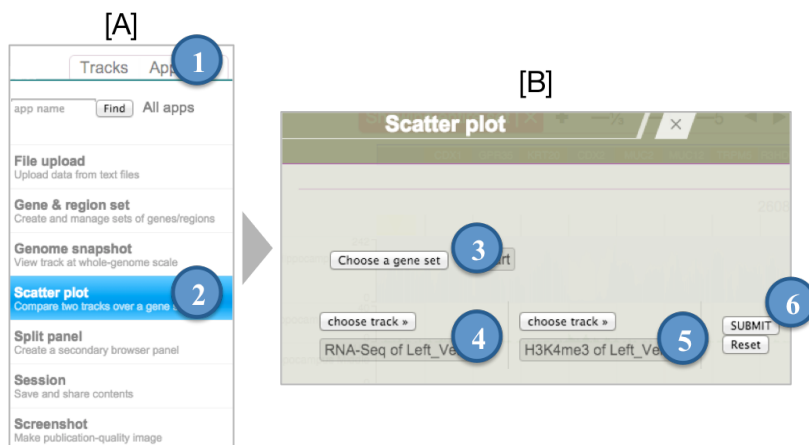 [A]
Tracks
1
app name Find All apps
File upload
Upload data from text files
Gene & region set
Create and manage sets of genes/regions
Genome snapshot
View track at whole-genome scale
Scatter plot
Compare two tracks over a gene
2
Split panel
Create a secondary browser panel
Session
Save and share contents
Screenshot
Make publication-quality image
[B]
Scatter plot ×
Choose a gene set 3
choose track »
RNA-Seq of 4
choose track »
H3K4me3 of 5
6
SUBMIT
Reset